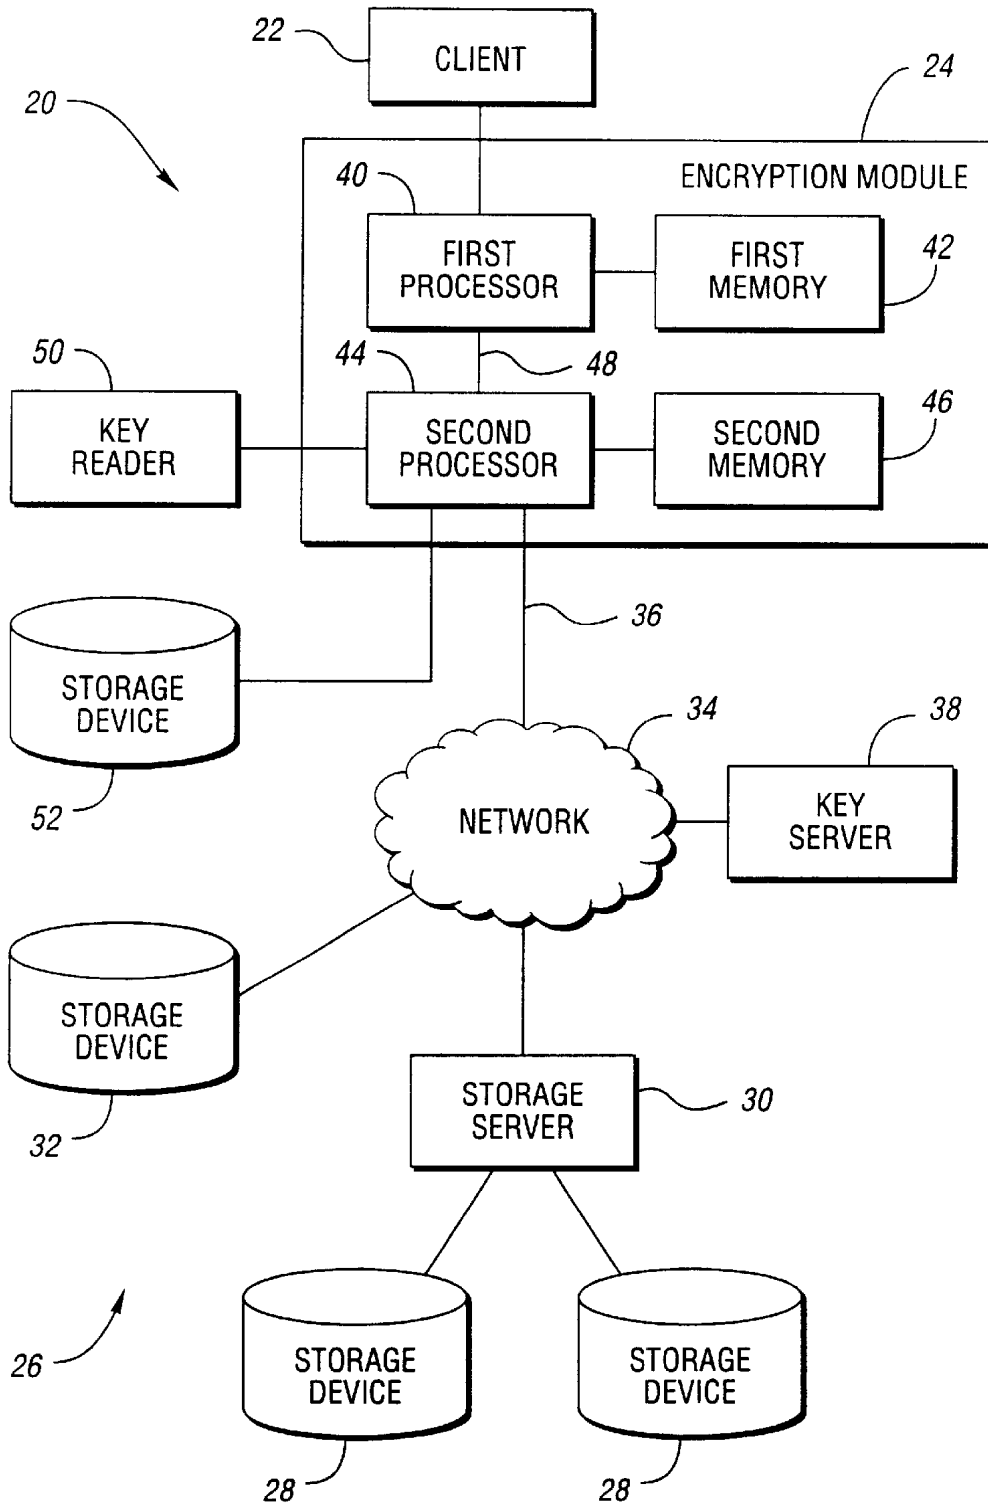 22
CLIENT
24
20
ENCRYPTION MODULE
40
FIRST
PROCESSOR
FIRST
MEMORY
42
50
44
48
KEY
READER
SECOND
PROCESSOR
SECOND
MEMORY
46
36
STORAGE
DEVICE
52
34
38
NETWORK
KEY
SERVER
STORAGE
DEVICE
32
STORAGE
SERVER
30
26
STORAGE
DEVICE
STORAGE
DEVICE
28
28